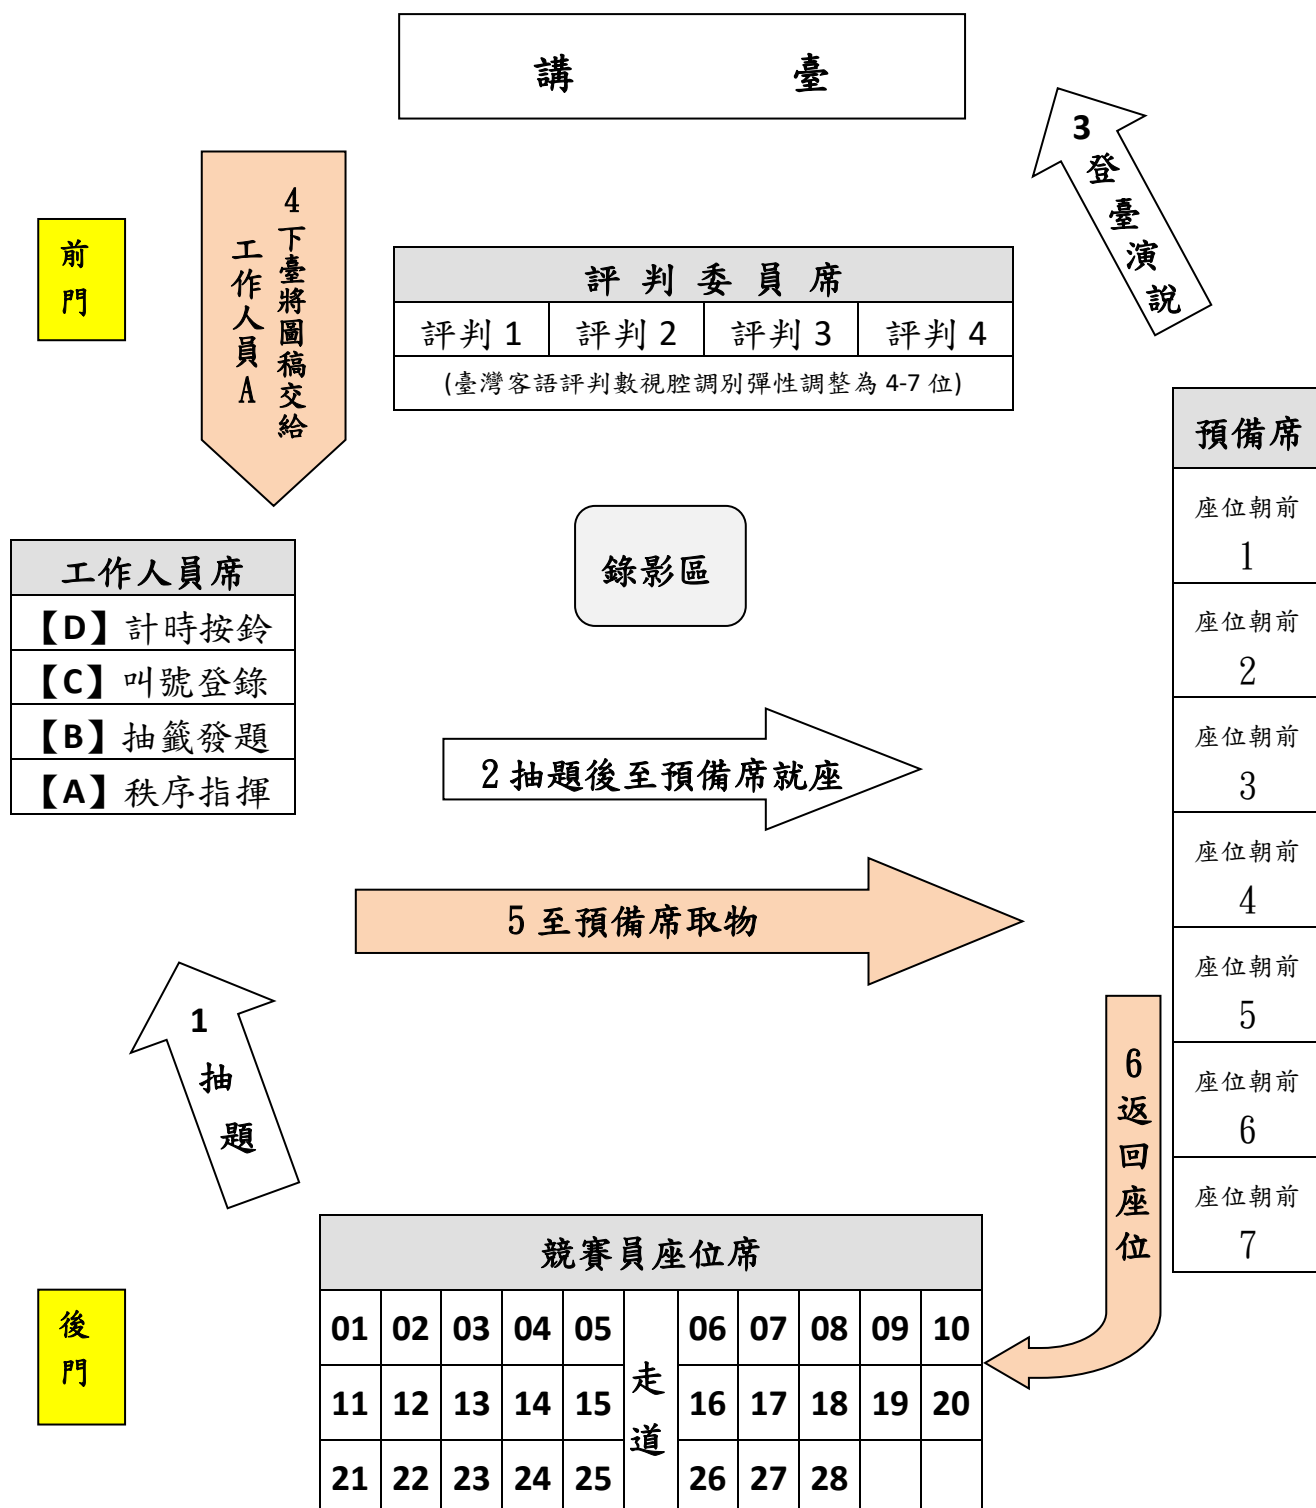 講 臺
3
登臺演說
4
下臺將圖稿交給
工作人員A
前門
評判委員席
評判 1 評判 2 評判 3 評判 4
(臺灣客語評判數視腔調別彈性調整為 4-7 位)
預備席
座位朝前
1
座位朝前
2
座位朝前
3
座位朝前
4
座位朝前
5
座位朝前
6
座位朝前
7
錄影區
工作人員席
【D】計時按鈴
【C】叫號登錄
【B】抽籤發題
【A】秩序指揮
2 抽題後至預備席就座
5 至預備席取物
1
抽題
6
返回座位
後門
競賽員座位席
01 02 03 04 05 06 07 08 09 10
走道
11 12 13 14 15 16 17 18 19 20
21 22 23 24 25 26 27 28